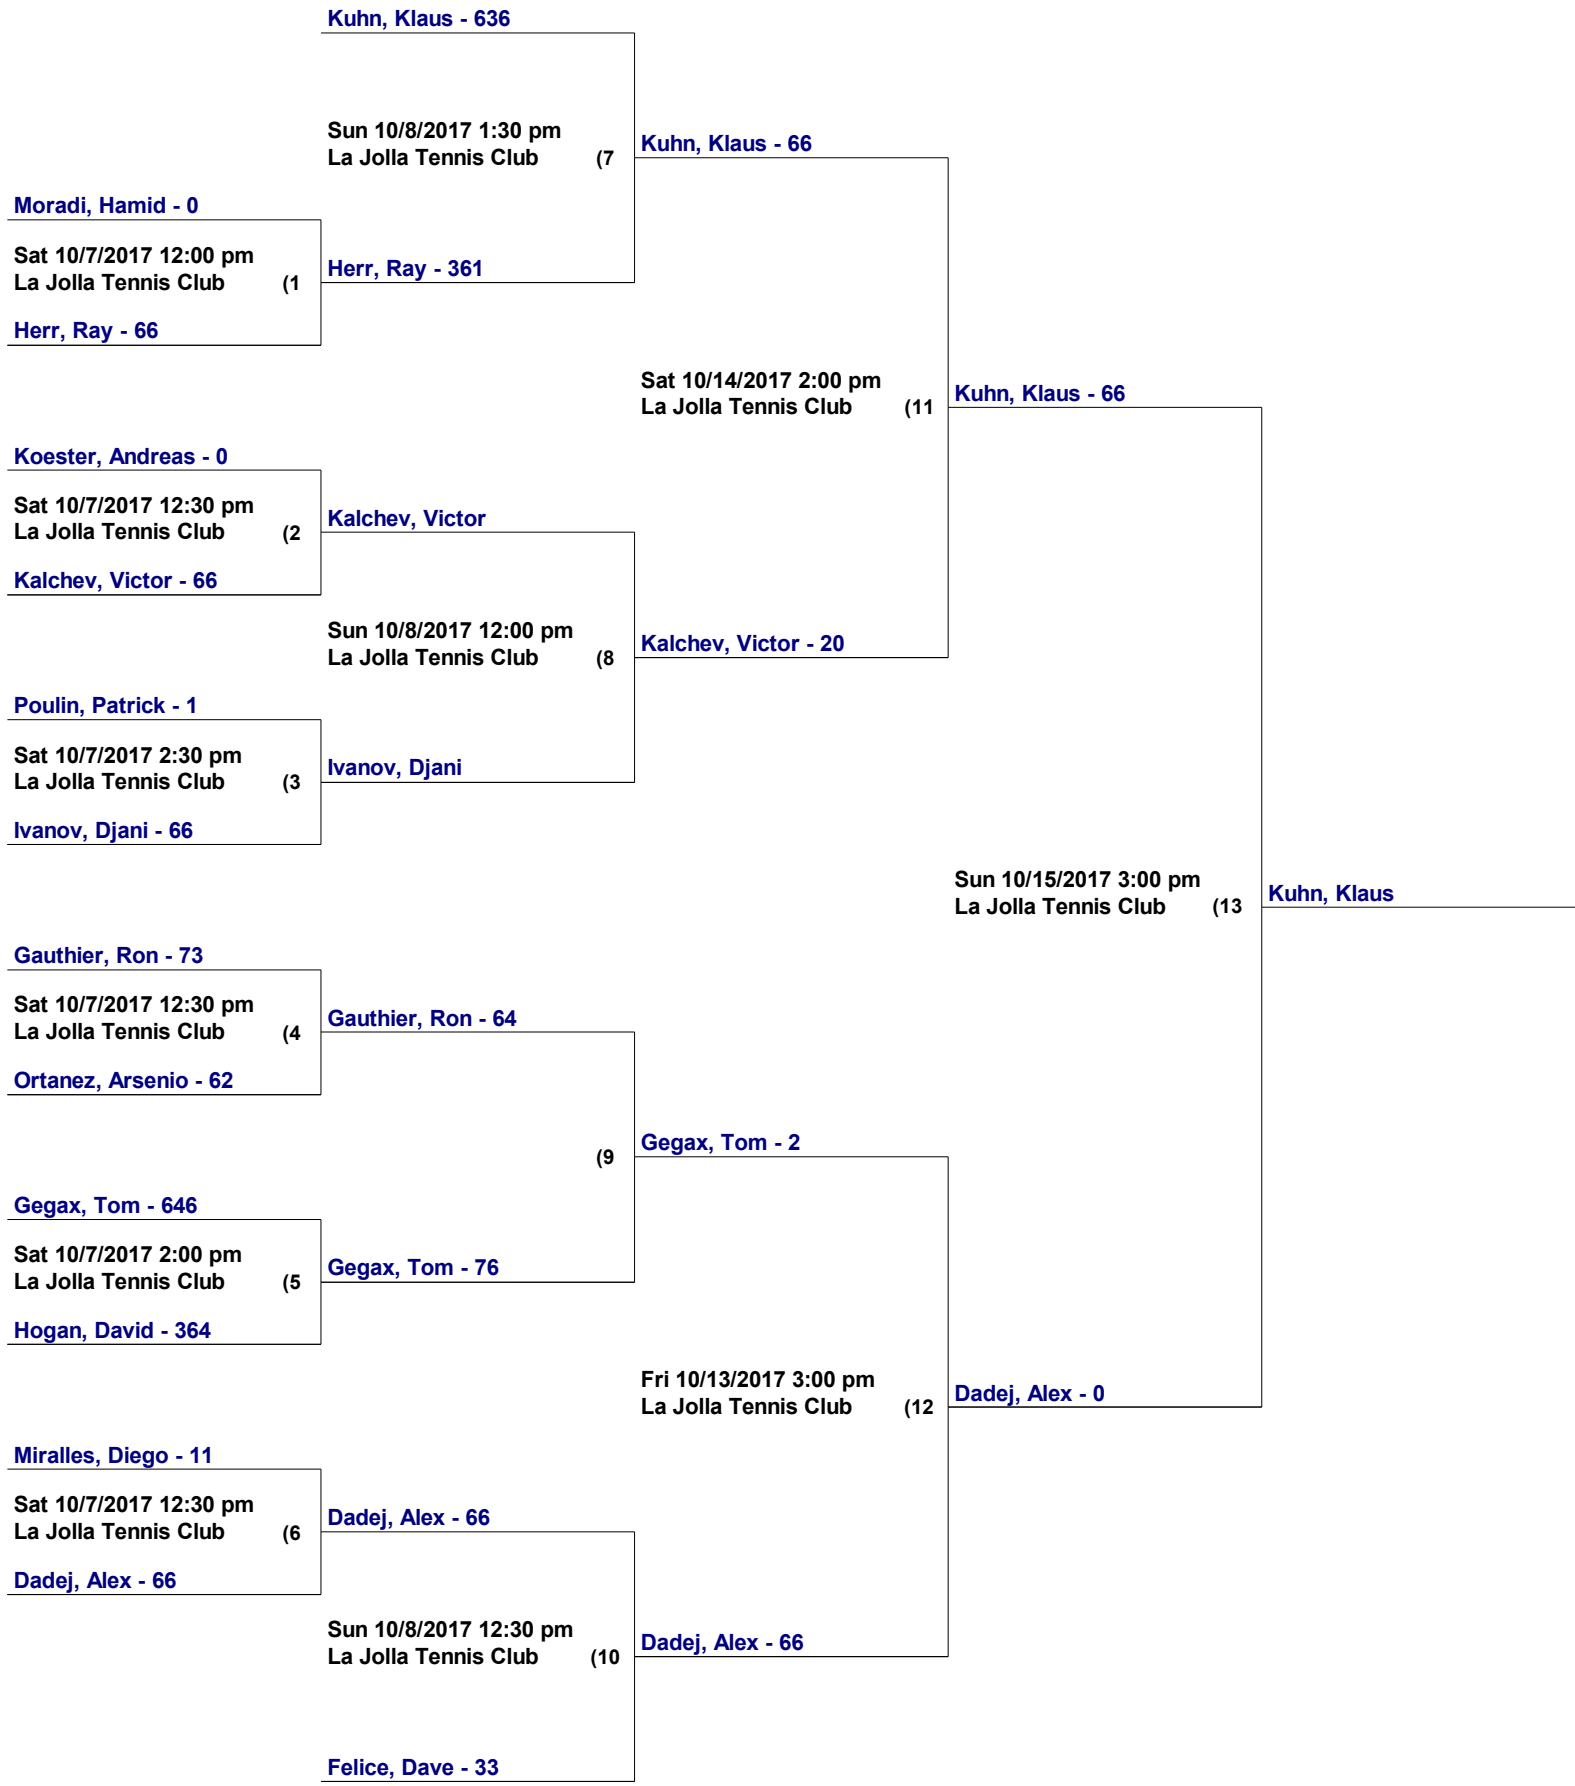 Kuhn, Klaus - 636
Sun 10/8/2017 1:30 pm
La Jolla Tennis Club (7
Kuhn, Klaus - 66
Moradi, Hamid - 0
Sat 10/7/2017 12:00 pm
La Jolla Tennis Club (1
Herr, Ray - 361
Herr, Ray - 66
Sat 10/14/2017 2:00 pm
La Jolla Tennis Club (11
Kuhn, Klaus - 66
Koester, Andreas - 0
Sat 10/7/2017 12:30 pm
La Jolla Tennis Club (2
Kalchev, Victor
Kalchev, Victor - 66
Sun 10/8/2017 12:00 pm
La Jolla Tennis Club (8
Kalchev, Victor - 20
Poulin, Patrick - 1
Sat 10/7/2017 2:30 pm
La Jolla Tennis Club (3
Ivanov, Djani
Ivanov, Djani - 66
Sun 10/15/2017 3:00 pm
La Jolla Tennis Club (13
Kuhn, Klaus
Gauthier, Ron - 73
Sat 10/7/2017 12:30 pm
La Jolla Tennis Club (4
Gauthier, Ron - 64
Ortanez, Arsenio - 62
(9
Gegax, Tom - 2
Gegax, Tom - 646
Sat 10/7/2017 2:00 pm
La Jolla Tennis Club (5
Gegax, Tom - 76
Hogan, David - 364
Fri 10/13/2017 3:00 pm
La Jolla Tennis Club (12
Dadej, Alex - 0
Miralles, Diego - 11
Sat 10/7/2017 12:30 pm
La Jolla Tennis Club (6
Dadej, Alex - 66
Dadej, Alex - 66
Sun 10/8/2017 12:30 pm
La Jolla Tennis Club (10
Dadej, Alex - 66
Felice, Dave - 33